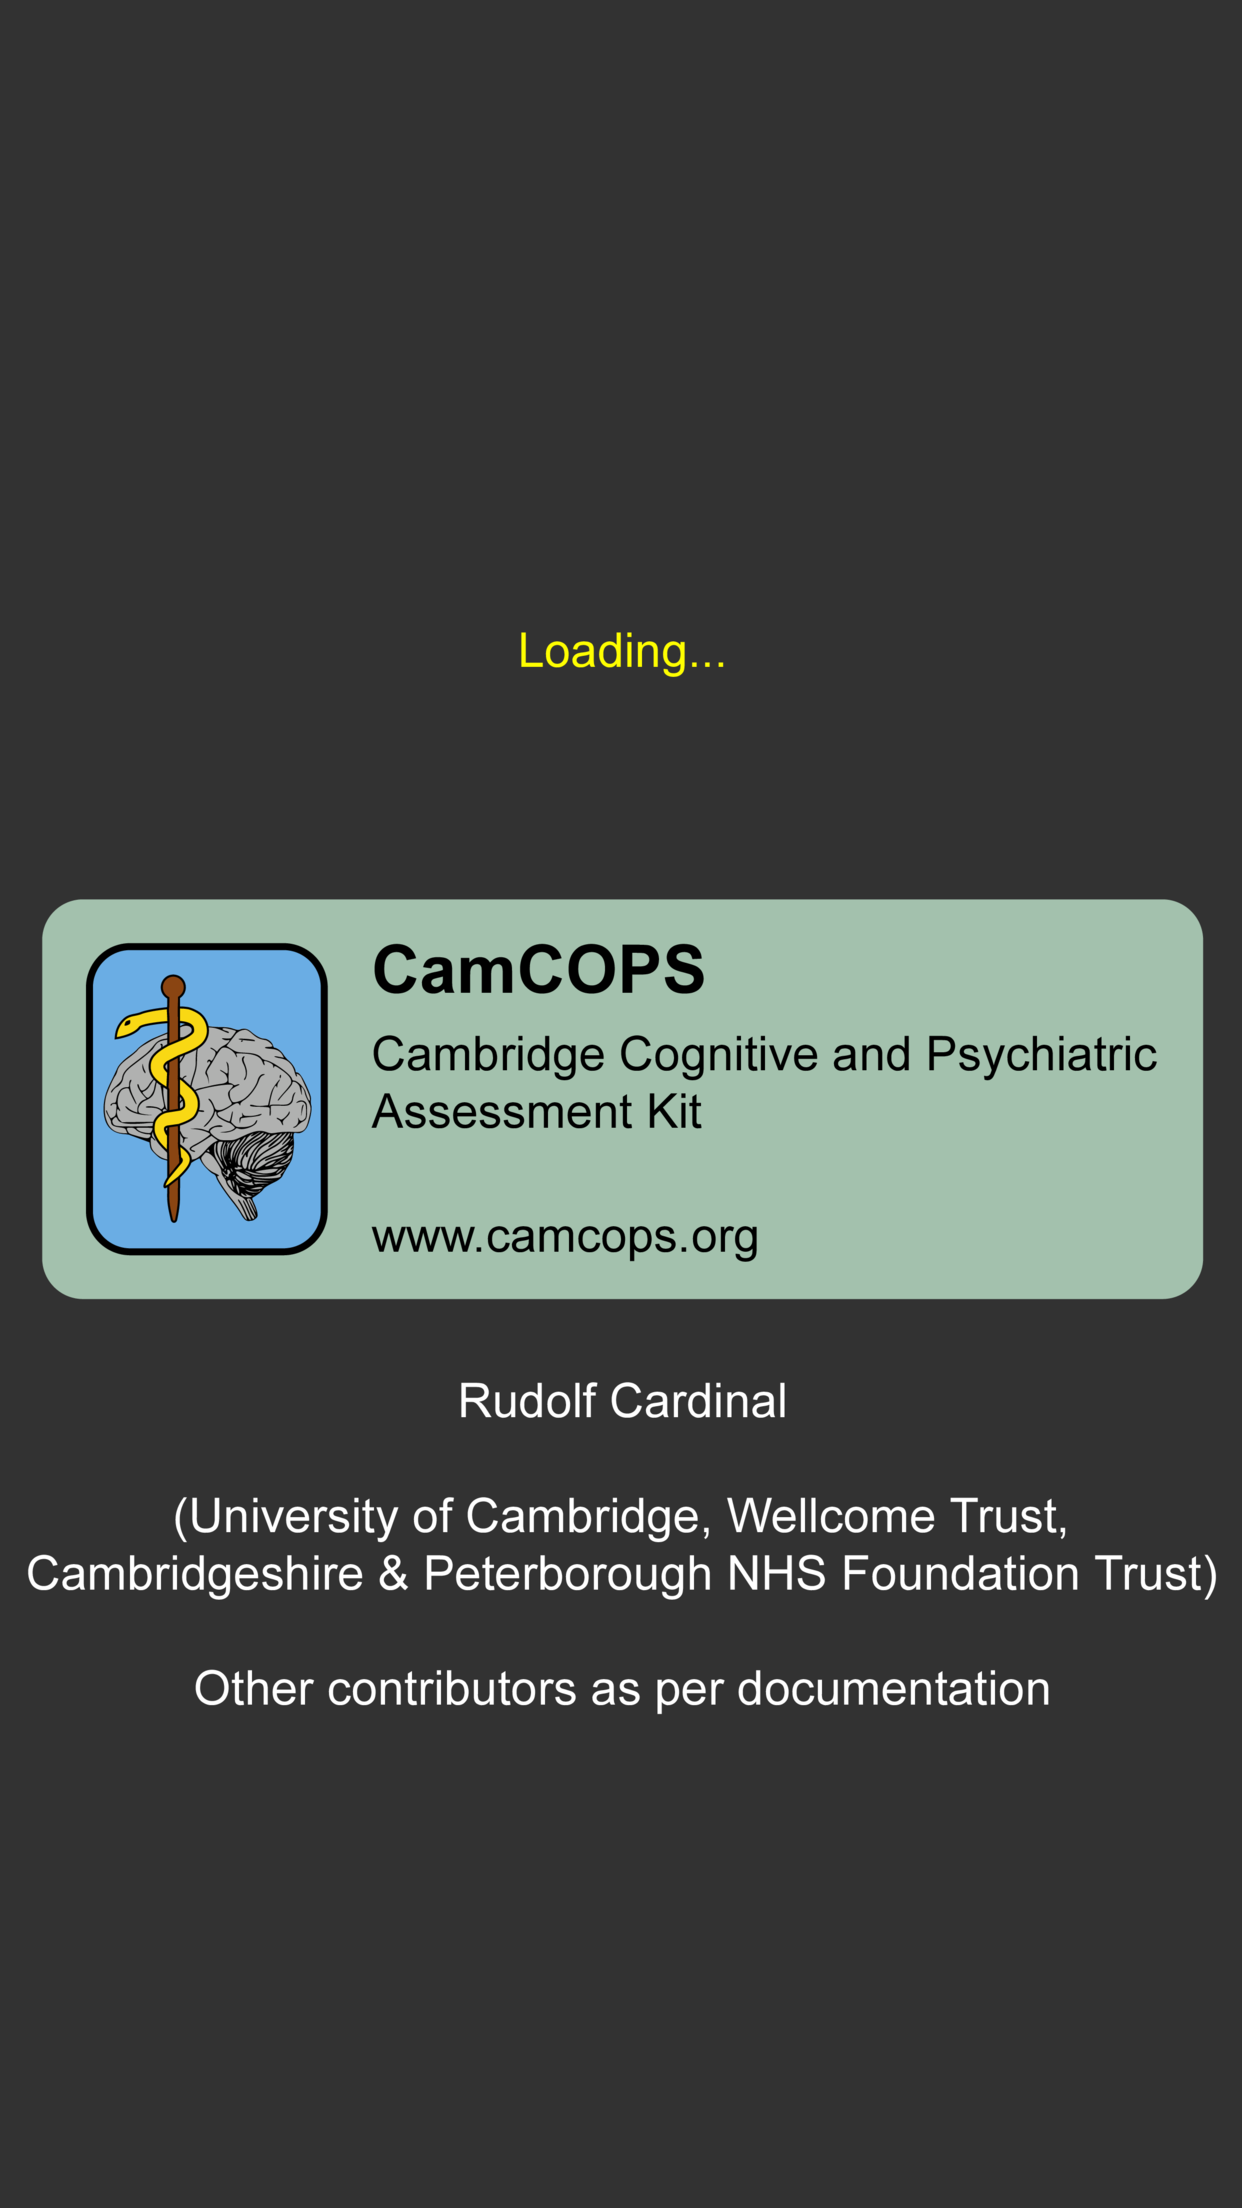 Loading...
CamCOPS
Cambridge Cognitive and Psychiatric
Assessment Kit
www.camcops.org
Rudolf Cardinal
(University of Cambridge, Wellcome Trust,
Cambridgeshire & Peterborough NHS Foundation Trust)
Other contributors as per documentation